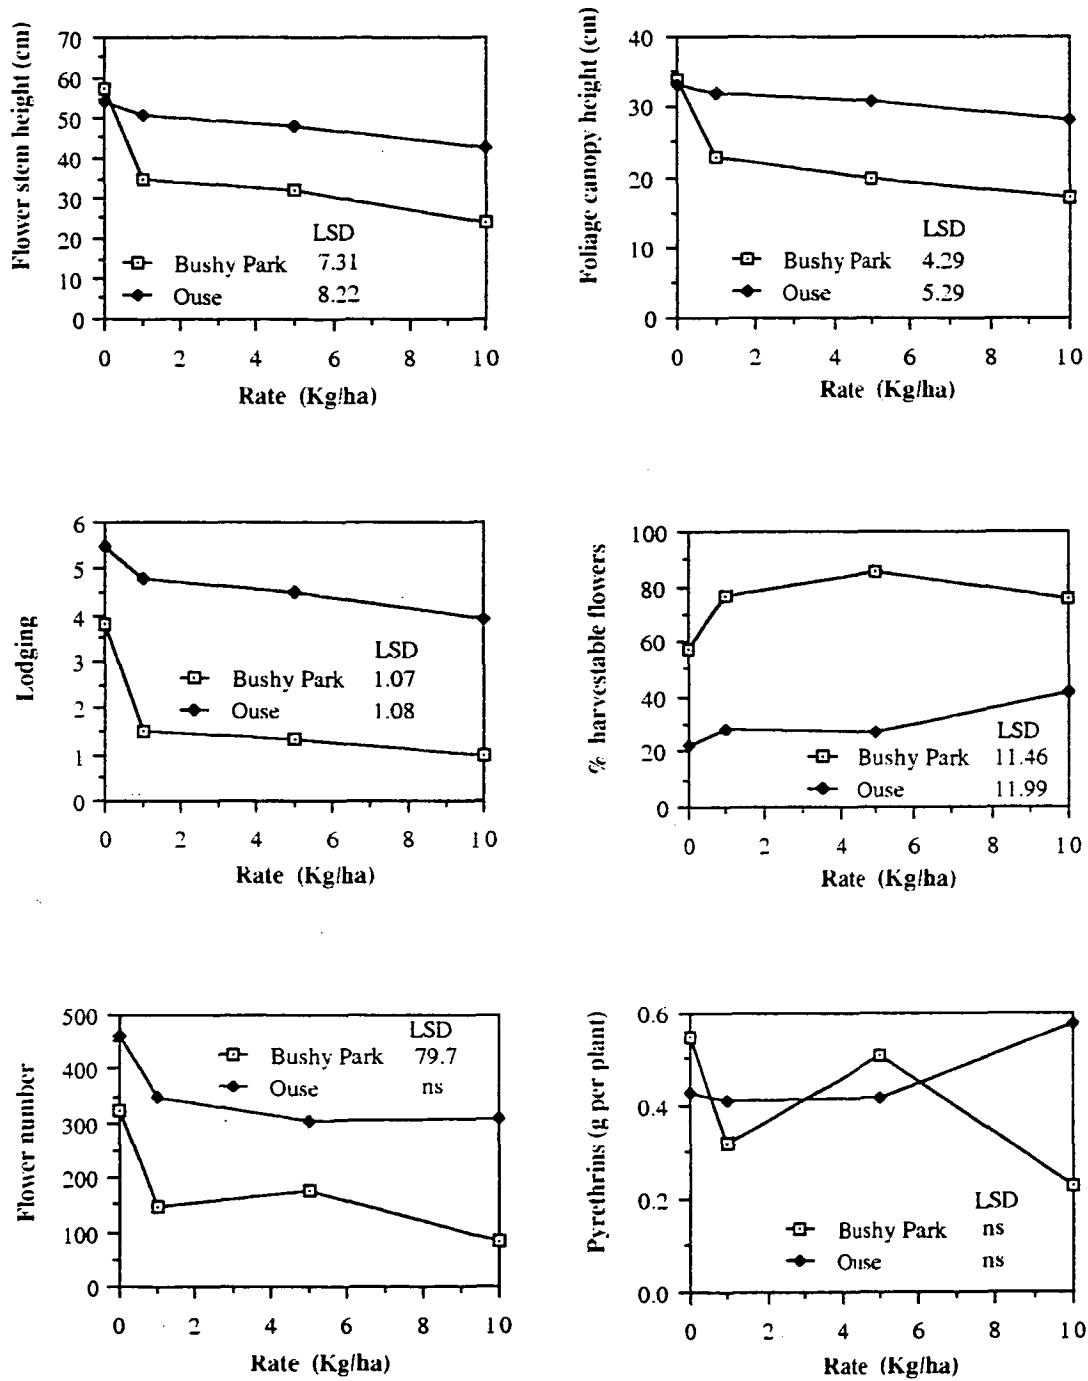 Flower stem height (cm)
70
60
50
40
30
20
10
0
LSD
Bushy Park 7.31
Ouse 8.22
0 2 4 6 8 10
Rate (Kg/ha)
Foliage canopy height (cm)
40
30
20
10
0
LSD
Bushy Park 4.29
Ouse 5.29
0 2 4 6 8 10
Rate (Kg/ha)
Lodging
6
5
4
3
2
1
0
LSD
Bushy Park 1.07
Ouse 1.08
0 2 4 6 8 10
Rate (Kg/ha)
% harvestable flowers
100
80
60
40
20
0
LSD
Bushy Park 11.46
Ouse 11.99
0 2 4 6 8 10
Rate (Kg/ha)
Flower number
500
400
300
200
100
0
LSD
Bushy Park 79.7
Ouse ns
0 2 4 6 8 10
Rate (Kg/ha)
Pyrethrins (g per plant)
0.6
0.4
0.2
0.0
LSD
Bushy Park ns
Ouse ns
0 2 4 6 8 10
Rate (Kg/ha)